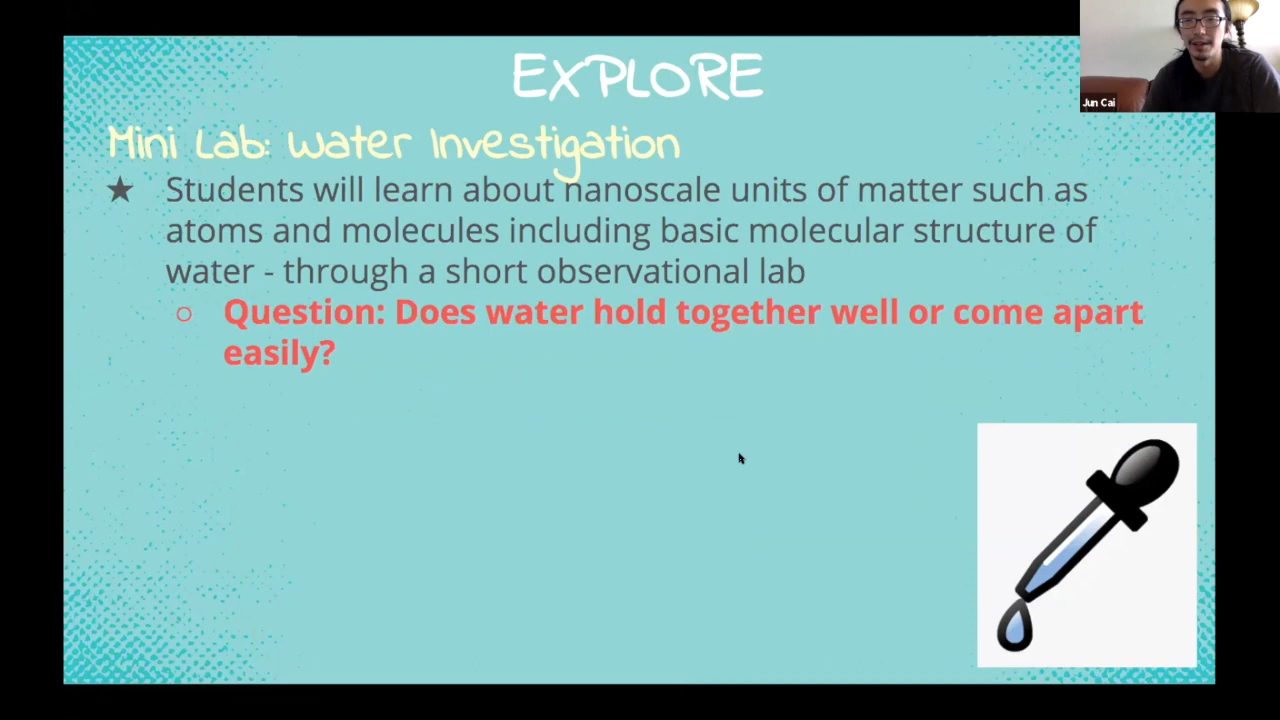 EXPLORE
Jun Cai
Mini Lab: Water Investigation
★ Students will learn about nanoscale units of matter such as
atoms and molecules including basic molecular structure of
water - through a short observational lab
○ Question: Does water hold together well or come apart
easily?